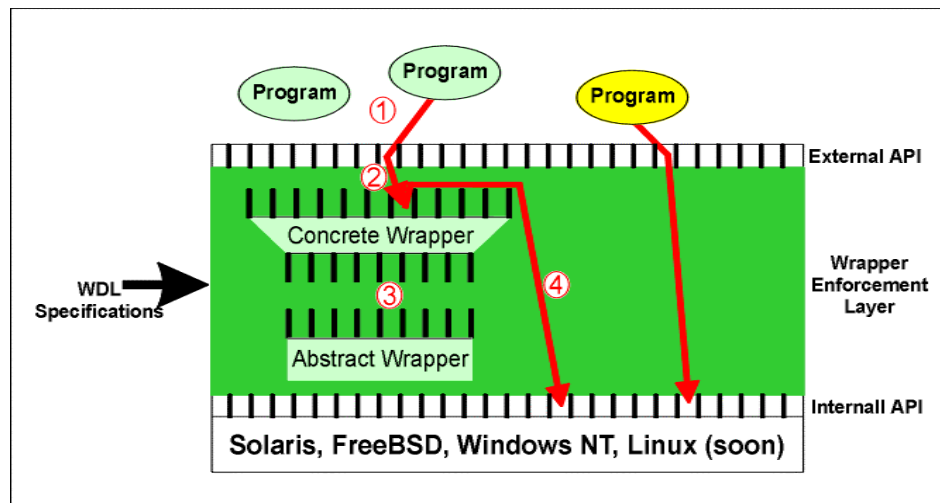 Program
Program
Program
1
External API
2
Concrete Wrapper
WDL
Specifications
3
4
Wrapper
Enforcement
Layer
Abstract Wrapper
Internall API
Solaris, FreeBSD, Windows NT, Linux (soon)